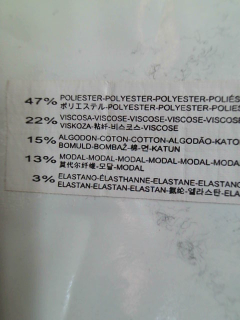 47% POLIESTER-POLYESTER-POLYESTER-POLIÉS
ポリエステル-POLYESTER-POLYESTER
22% VISCOSA-VISCOSE-VISCOSE-VISCOSE-VISCOSE
VISKOZA-粘纤-비스코스-VISCOSE
15% ALGODON-COTON-COTTON-ALGODÃO-KATO
BOMULD-BOMBAŽ-棉-면-KATUN
13% MODAL-MODAL-MODAL-MODAL-MODAL-MODA
莫代尔纤维-모달-MODAL
3% ELASTANO-ÉLASTHANNE-ELASTANE-ELASTANO
ELASTAN-ELASTAN-ELASTAN-氨纶-엘라스탄-ELA